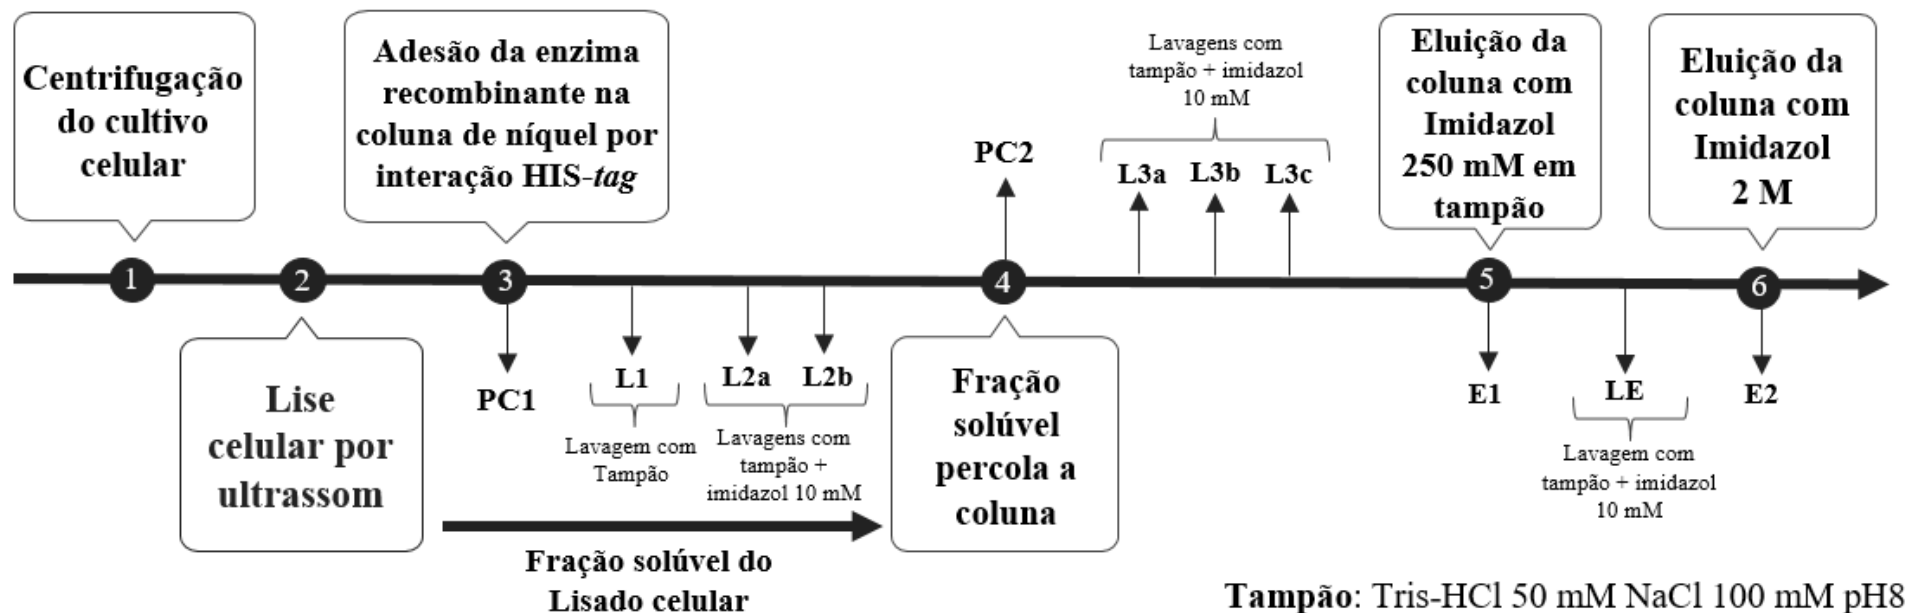 Centrifugação
do cultivo
celular
1
2
Lise
celular por
ultrassom
Adesão da enzima
recombinante na
coluna de níquel por
interação HIS-tag
3
PC1
L1
Lavagem com
Tampão
L2a L2b
Lavagens com
tampão +
imidazol 10 mM
Fração solúvel do
Lisado celular
PC2
4
Fração
solúvel
percola a
coluna
Lavagens com
tampão + imidazol
10 mM
L3a L3b L3c
Eluição da
coluna com
Imidazol
250 mM em
tampão
5
E1
LE
Lavagem com
tampão + imidazol
10 mM
Eluição da
coluna com
Imidazol
2 M
6
E2
Tampão: Tris-HCl 50 mM NaCl 100 mM pH8